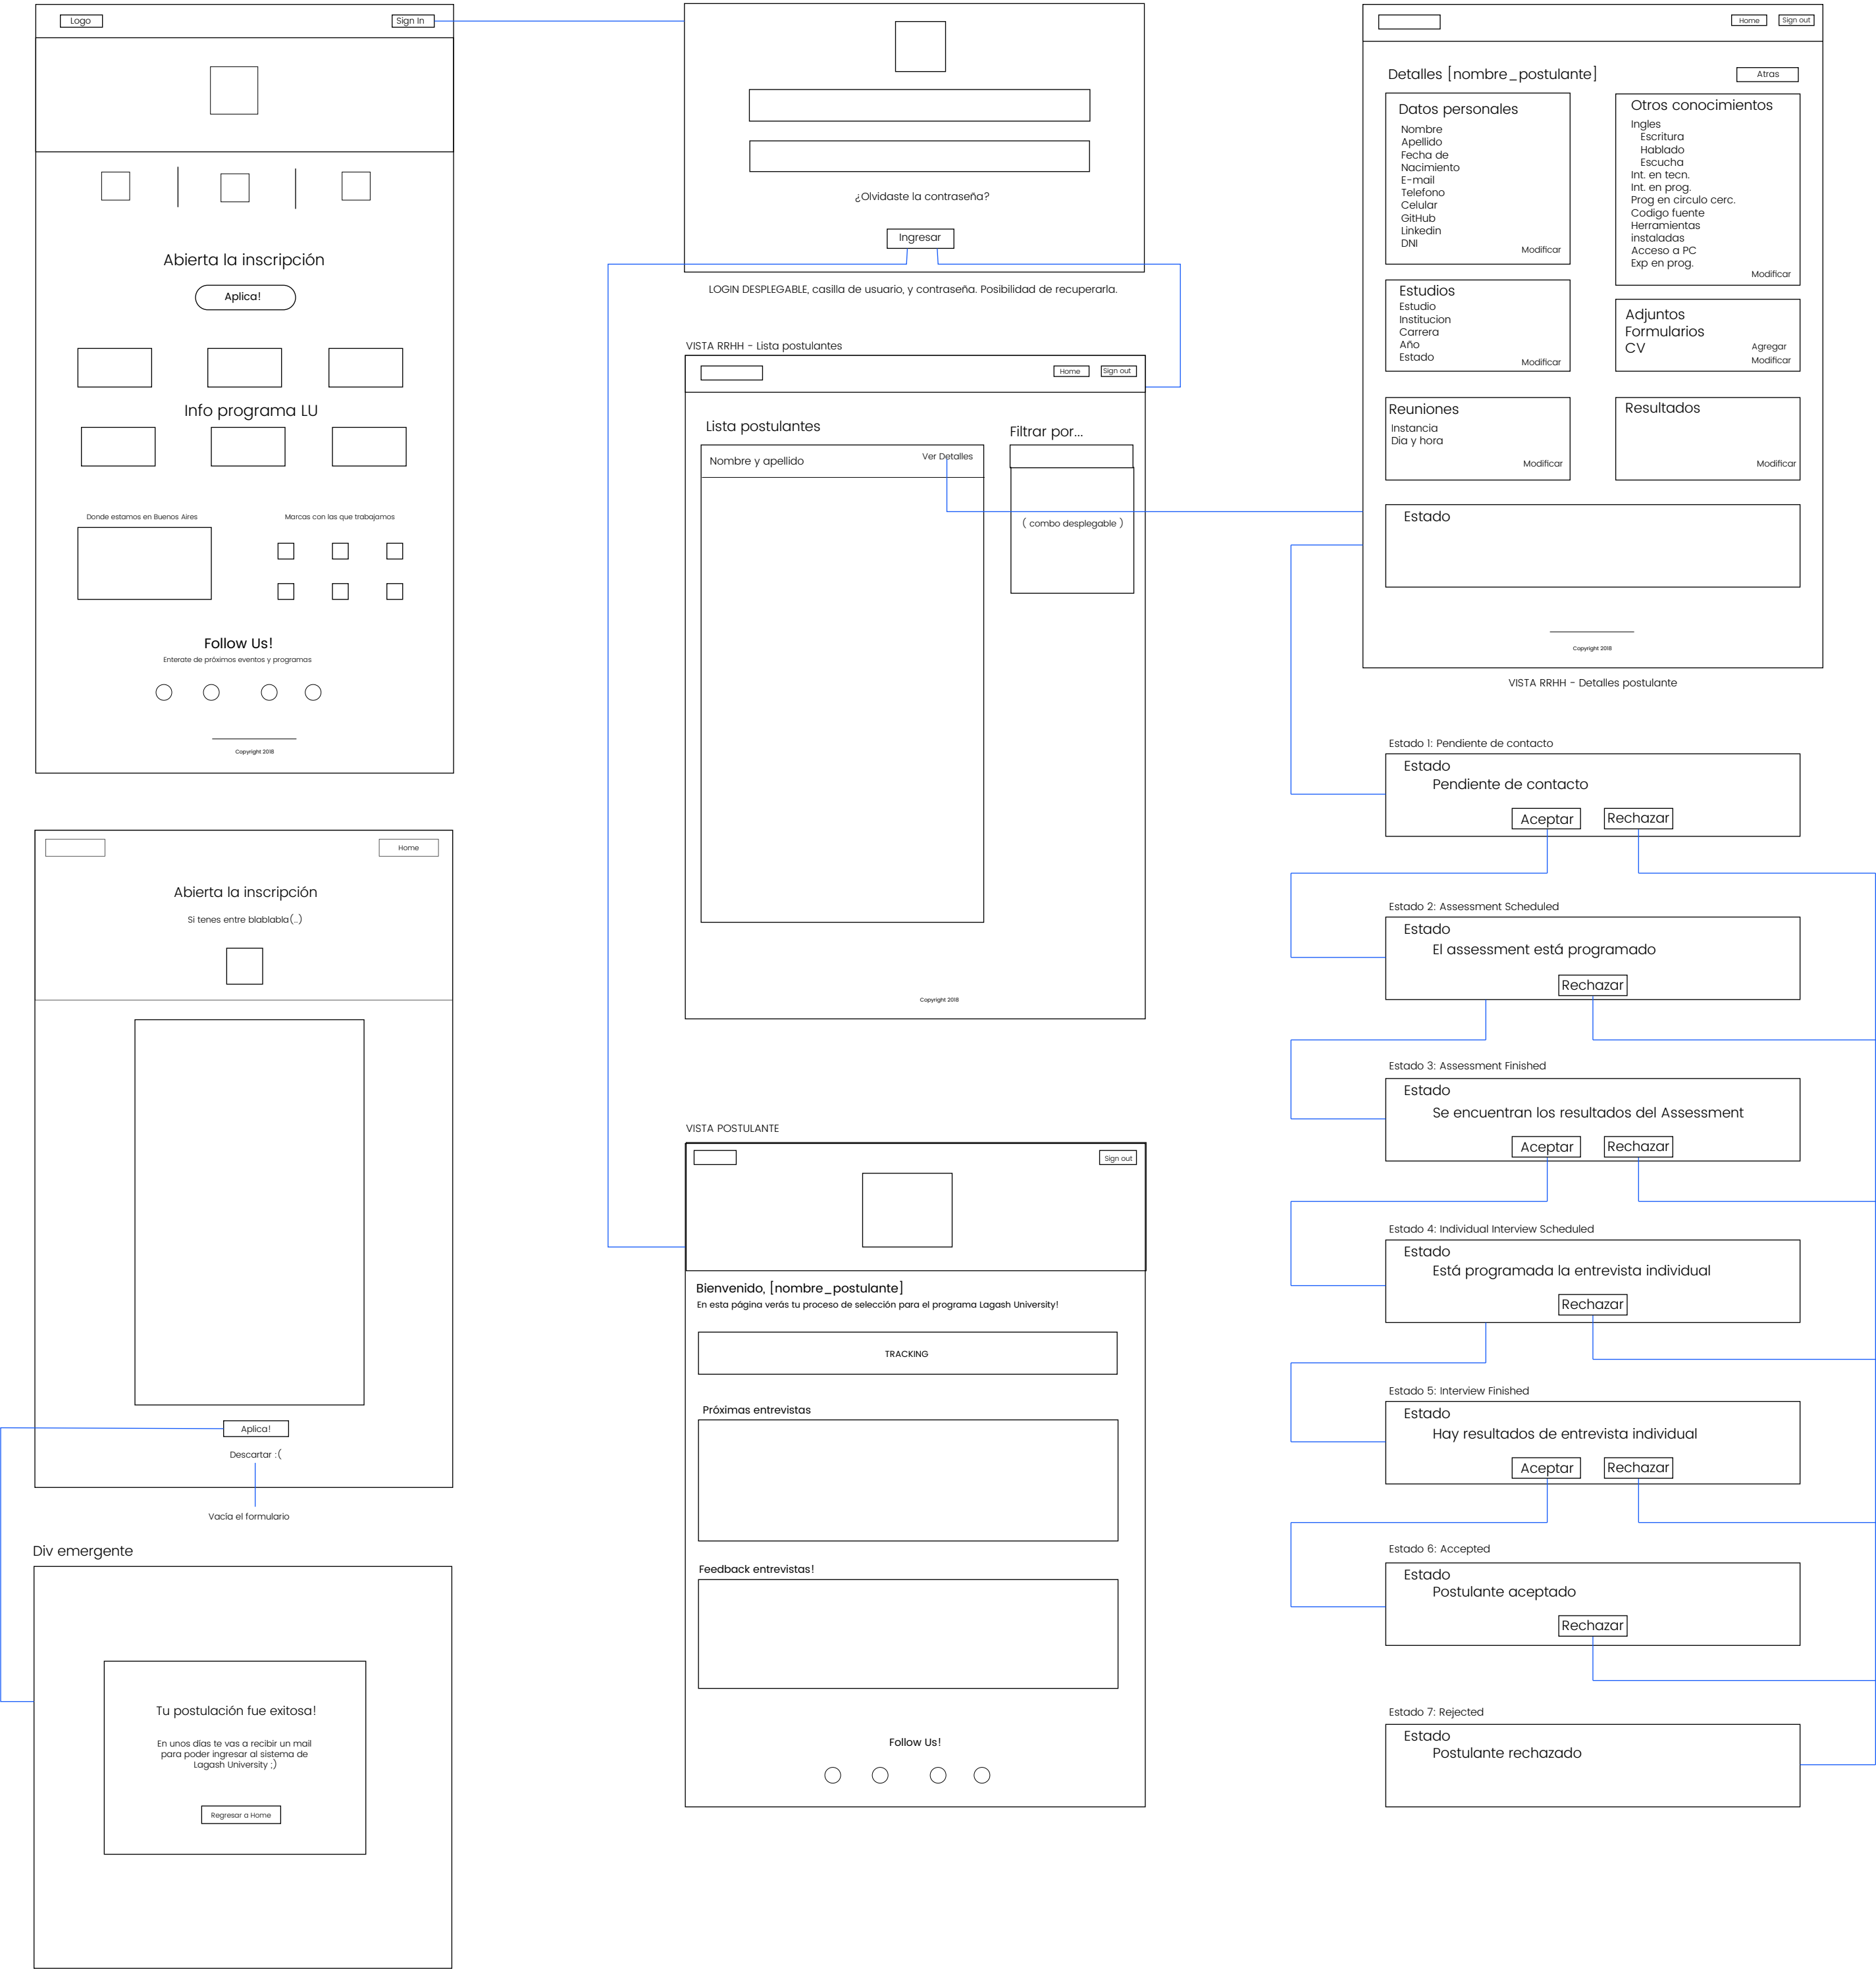 Logo
Sign In
Abierta la inscripción
Aplica!
Info programa LU
Donde estamos en Buenos Aires
Marcas con las que trabajamos
Follow Us!
Enterate de próximos eventos y programas
Copyright 2018
Home
Abierta la inscripción
Si tenes entre blablabla(...)
Aplica!
Descartar :(
Vacía el formulario
Div emergente
Tu postulación fue exitosa!
En unos días te vas a recibir un mail
para poder ingresar al sistema de
Lagash University ;)
Regresar a Home
¿Olvidaste la contraseña?
Ingresar
LOGIN DESPLEGABLE, casilla de usuario, y contraseña. Posibilidad de recuperarla.
VISTA RRHH - Lista postulantes
Home
Sign out
Lista postulantes
Filtrar por...
Nombre y apellido
Ver Detalles
( combo desplegable )
Copyright 2018
VISTA POSTULANTE
Sign out
Bienvenido, [nombre_postulante]
En esta página verás tu proceso de selección para el programa Lagash University!
TRACKING
Próximas entrevistas
Feedback entrevistas!
Follow Us!
Home
Sign out
Detalles [nombre_postulante]
Atras
Datos personales
Nombre
Apellido
Fecha de
Nacimiento
E-mail
Telefono
Celular
GitHub
Linkedin
DNI
Modificar
Otros conocimientos
Ingles
Escritura
Hablado
Escucha
Int. en tecn.
Int. en prog.
Prog en circulo cerc.
Codigo fuente
Herramientas
instaladas
Acceso a PC
Exp en prog.
Modificar
Estudios
Estudio
Institucion
Carrera
Año
Estado
Modificar
Adjuntos
Formularios
CV
Agregar
Modificar
Reuniones
Instancia
Dia y hora
Modificar
Resultados
Modificar
Estado
Copyright 2018
VISTA RRHH - Detalles postulante
Estado 1: Pendiente de contacto
Estado
Pendiente de contacto
Aceptar
Rechazar
Estado 2: Assessment Scheduled
Estado
El assessment está programado
Rechazar
Estado 3: Assessment Finished
Estado
Se encuentran los resultados del Assessment
Aceptar
Rechazar
Estado 4: Individual Interview Scheduled
Estado
Está programada la entrevista individual
Rechazar
Estado 5: Interview Finished
Estado
Hay resultados de entrevista individual
Aceptar
Rechazar
Estado 6: Accepted
Estado
Postulante aceptado
Rechazar
Estado 7: Rejected
Estado
Postulante rechazado